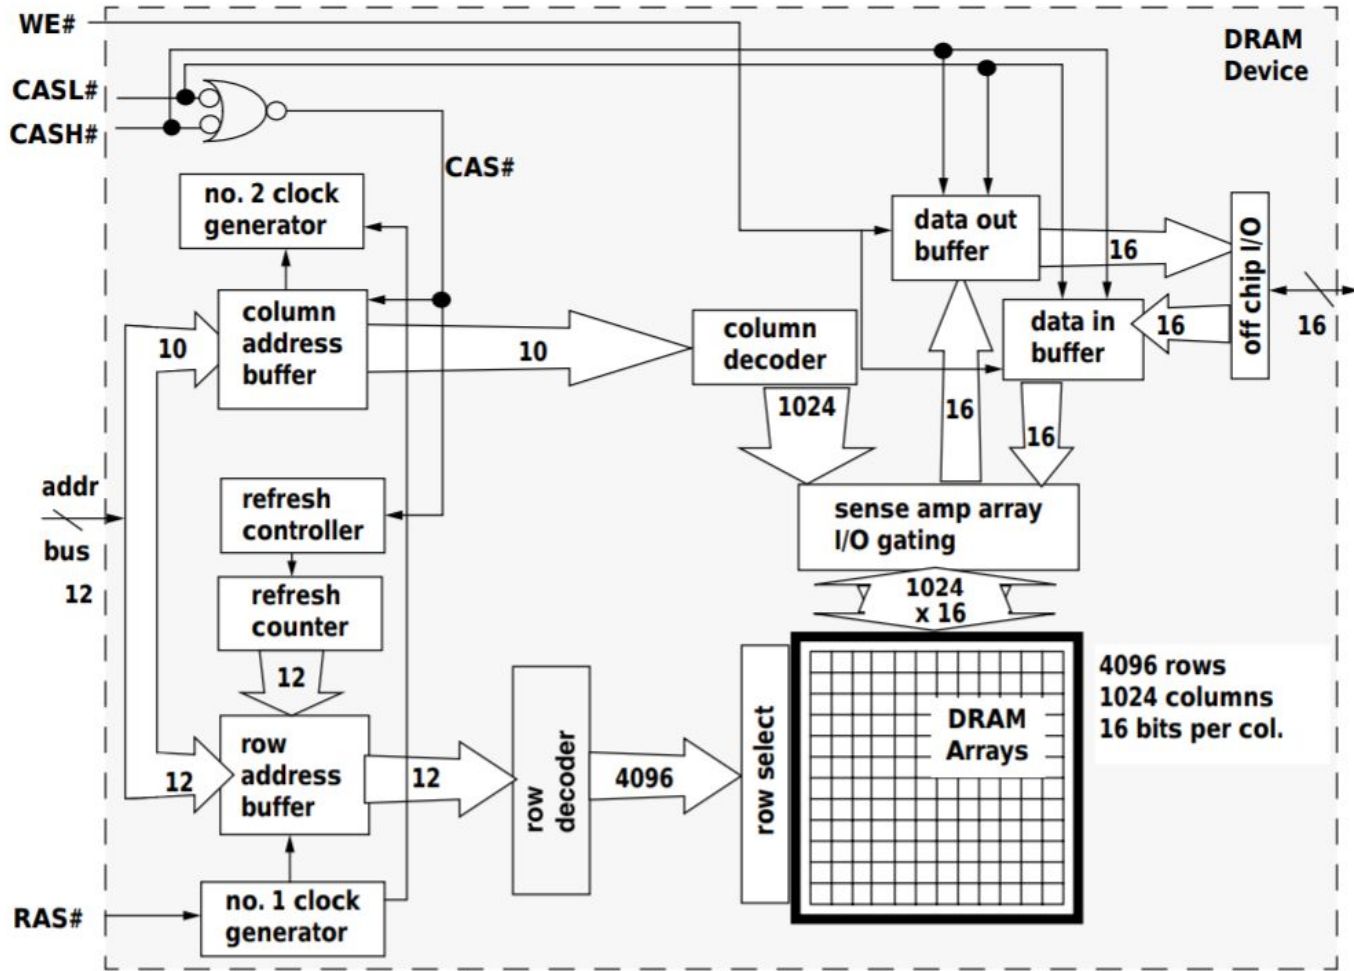 WE#
DRAM
Device
CASL#
CASH#
CAS#
no. 2 clock
generator
data out
buffer
16
off chip I/O
16
column
address
buffer
10
10
column
decoder
data in
buffer
16
1024
16
16
addr
bus
12
refresh
controller
sense amp array
I/O gating
refresh
counter
1024
x 16
12
row
address
buffer
12
12
row
decoder
4096
row select
DRAM
Arrays
4096 rows
1024 columns
16 bits per col.
RAS#
no. 1 clock
generator